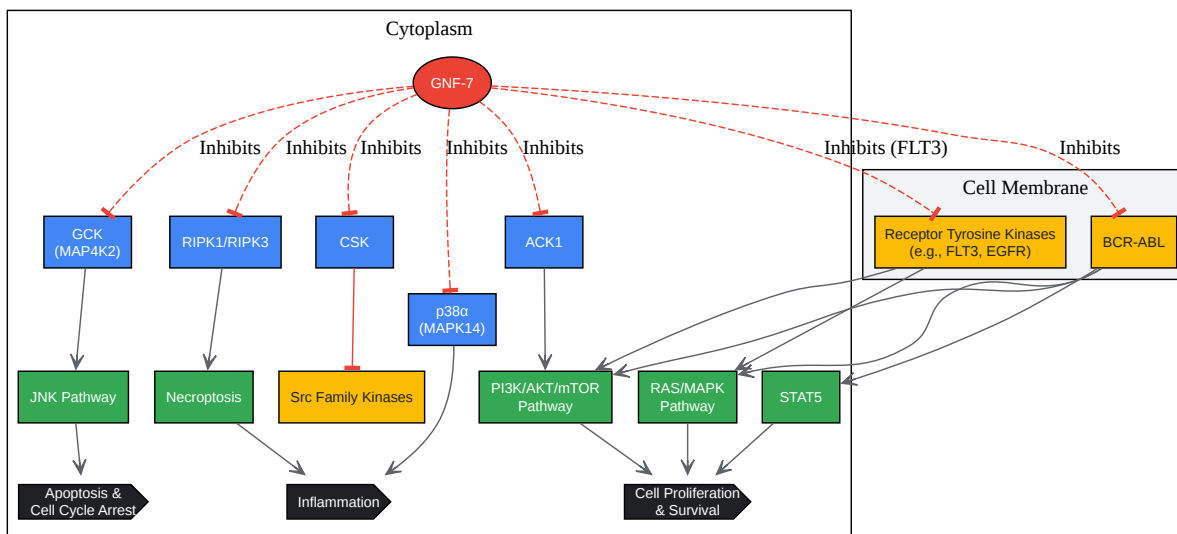 Cytoplasm
GNF-7
Inhibits
Inhibits
Inhibits
Inhibits
Inhibits
Inhibits (FLT3)
Inhibits
Cell Membrane
GCK
(MAP4K2)
RIPK1/RIPK3
CSK
ACK1
Receptor Tyrosine Kinases
(e.g., FLT3, EGFR)
BCR-ABL
p38α
(MAPK14)
JNK Pathway
Necroptosis
Src Family Kinases
PI3K/AKT/mTOR
Pathway
RAS/MAPK
Pathway
STAT5
Apoptosis &
Cell Cycle Arrest
Inflammation
Cell Proliferation
& Survival